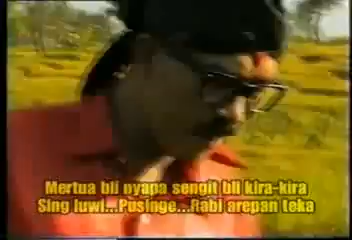 Mertua bli oyapa sengit bli kira-kira
Sing luwi...Pusinge...Rabi arepan teka